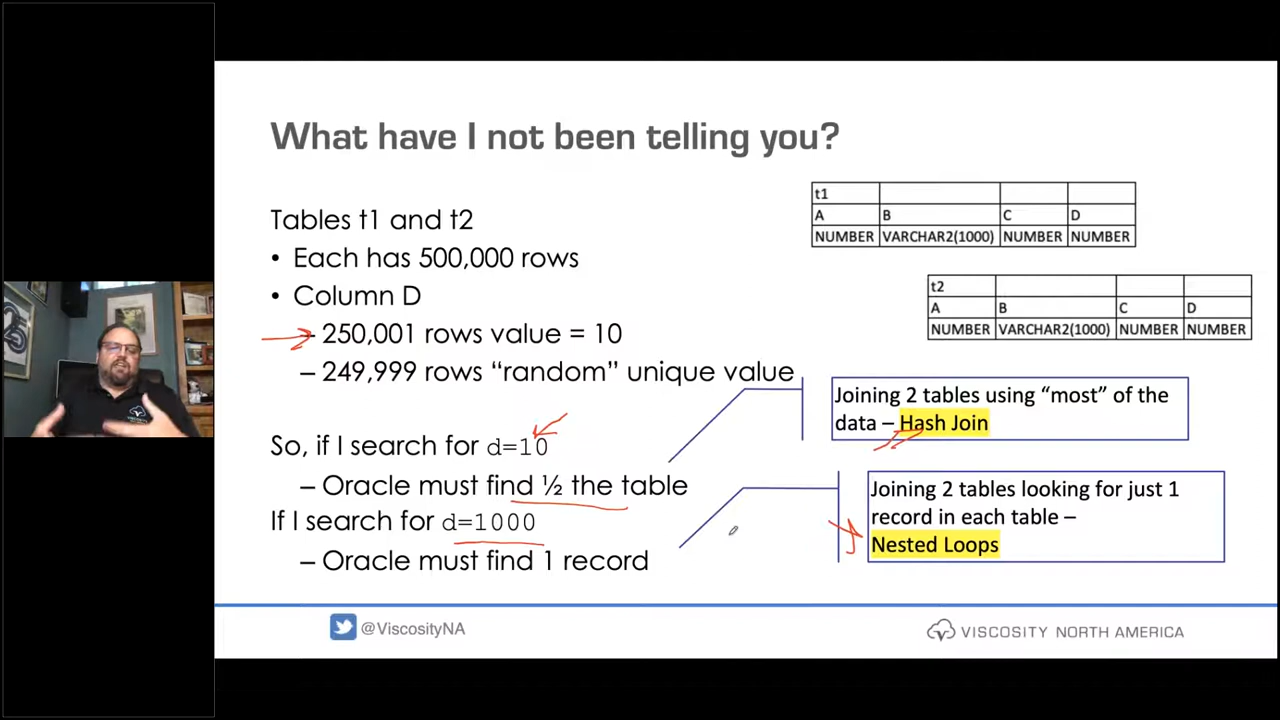 What have I not been telling you?
Tables t1 and t2
• Each has 500,000 rows
• Column D
– 250,001 rows value = 10
– 249,999 rows “random” unique value
So, if I search for d=10
– Oracle must find ½ the table
If I search for d=1000
– Oracle must find 1 record
t1
A B C D
NUMBER VARCHAR2(1000) NUMBER NUMBER
t2
A B C D
NUMBER VARCHAR2(1000) NUMBER NUMBER
Joining 2 tables using “most” of the
data – Hash Join
Joining 2 tables looking for just 1
record in each table –
Nested Loops
@ViscosityNA
VISCOSITY NORTH AMERICA